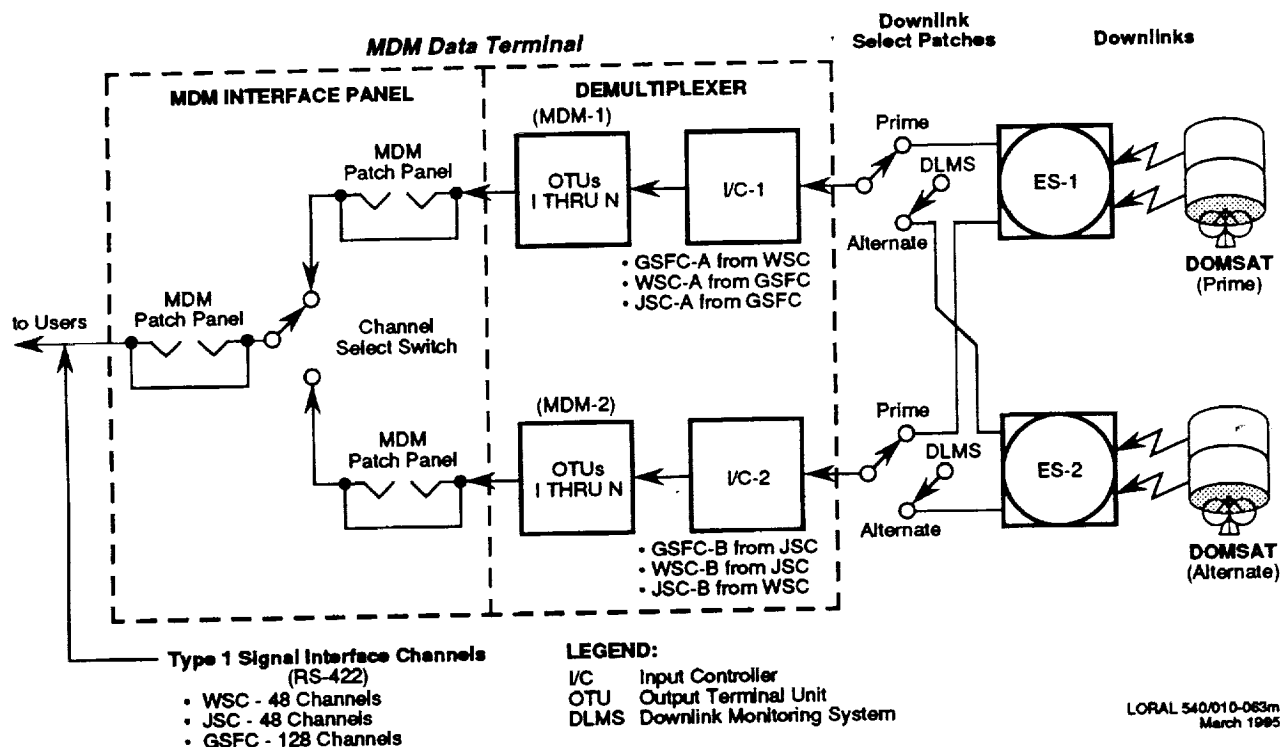 MDM Data Terminal
Downlink
Select Patches
Downlinks
MDM INTERFACE PANEL
DEMULTIPLEXER
(MDM-1)
MDM
Patch Panel
OTUs
I THRU N
I/C-1
Prime
DLMS
Alternate
ES-1
DOMSAT
(Prime)
• GSFC-A from WSC
• WSC-A from GSFC
• JSC-A from GSFC
to Users
MDM
Patch Panel
Channel
Select Switch
(MDM-2)
MDM
Patch Panel
OTUs
I THRU N
I/C-2
Prime
DLMS
Alternate
ES-2
DOMSAT
(Alternate)
• GSFC-B from JSC
• WSC-B from JSC
• JSC-B from WSC
Type 1 Signal Interface Channels
(RS-422)
• WSC - 48 Channels
• JSC - 48 Channels
• GSFC - 128 Channels
LEGEND:
I/C Input Controller
OTU Output Terminal Unit
DLMS Downlink Monitoring System
LORAL 540/010-063m
March 1995